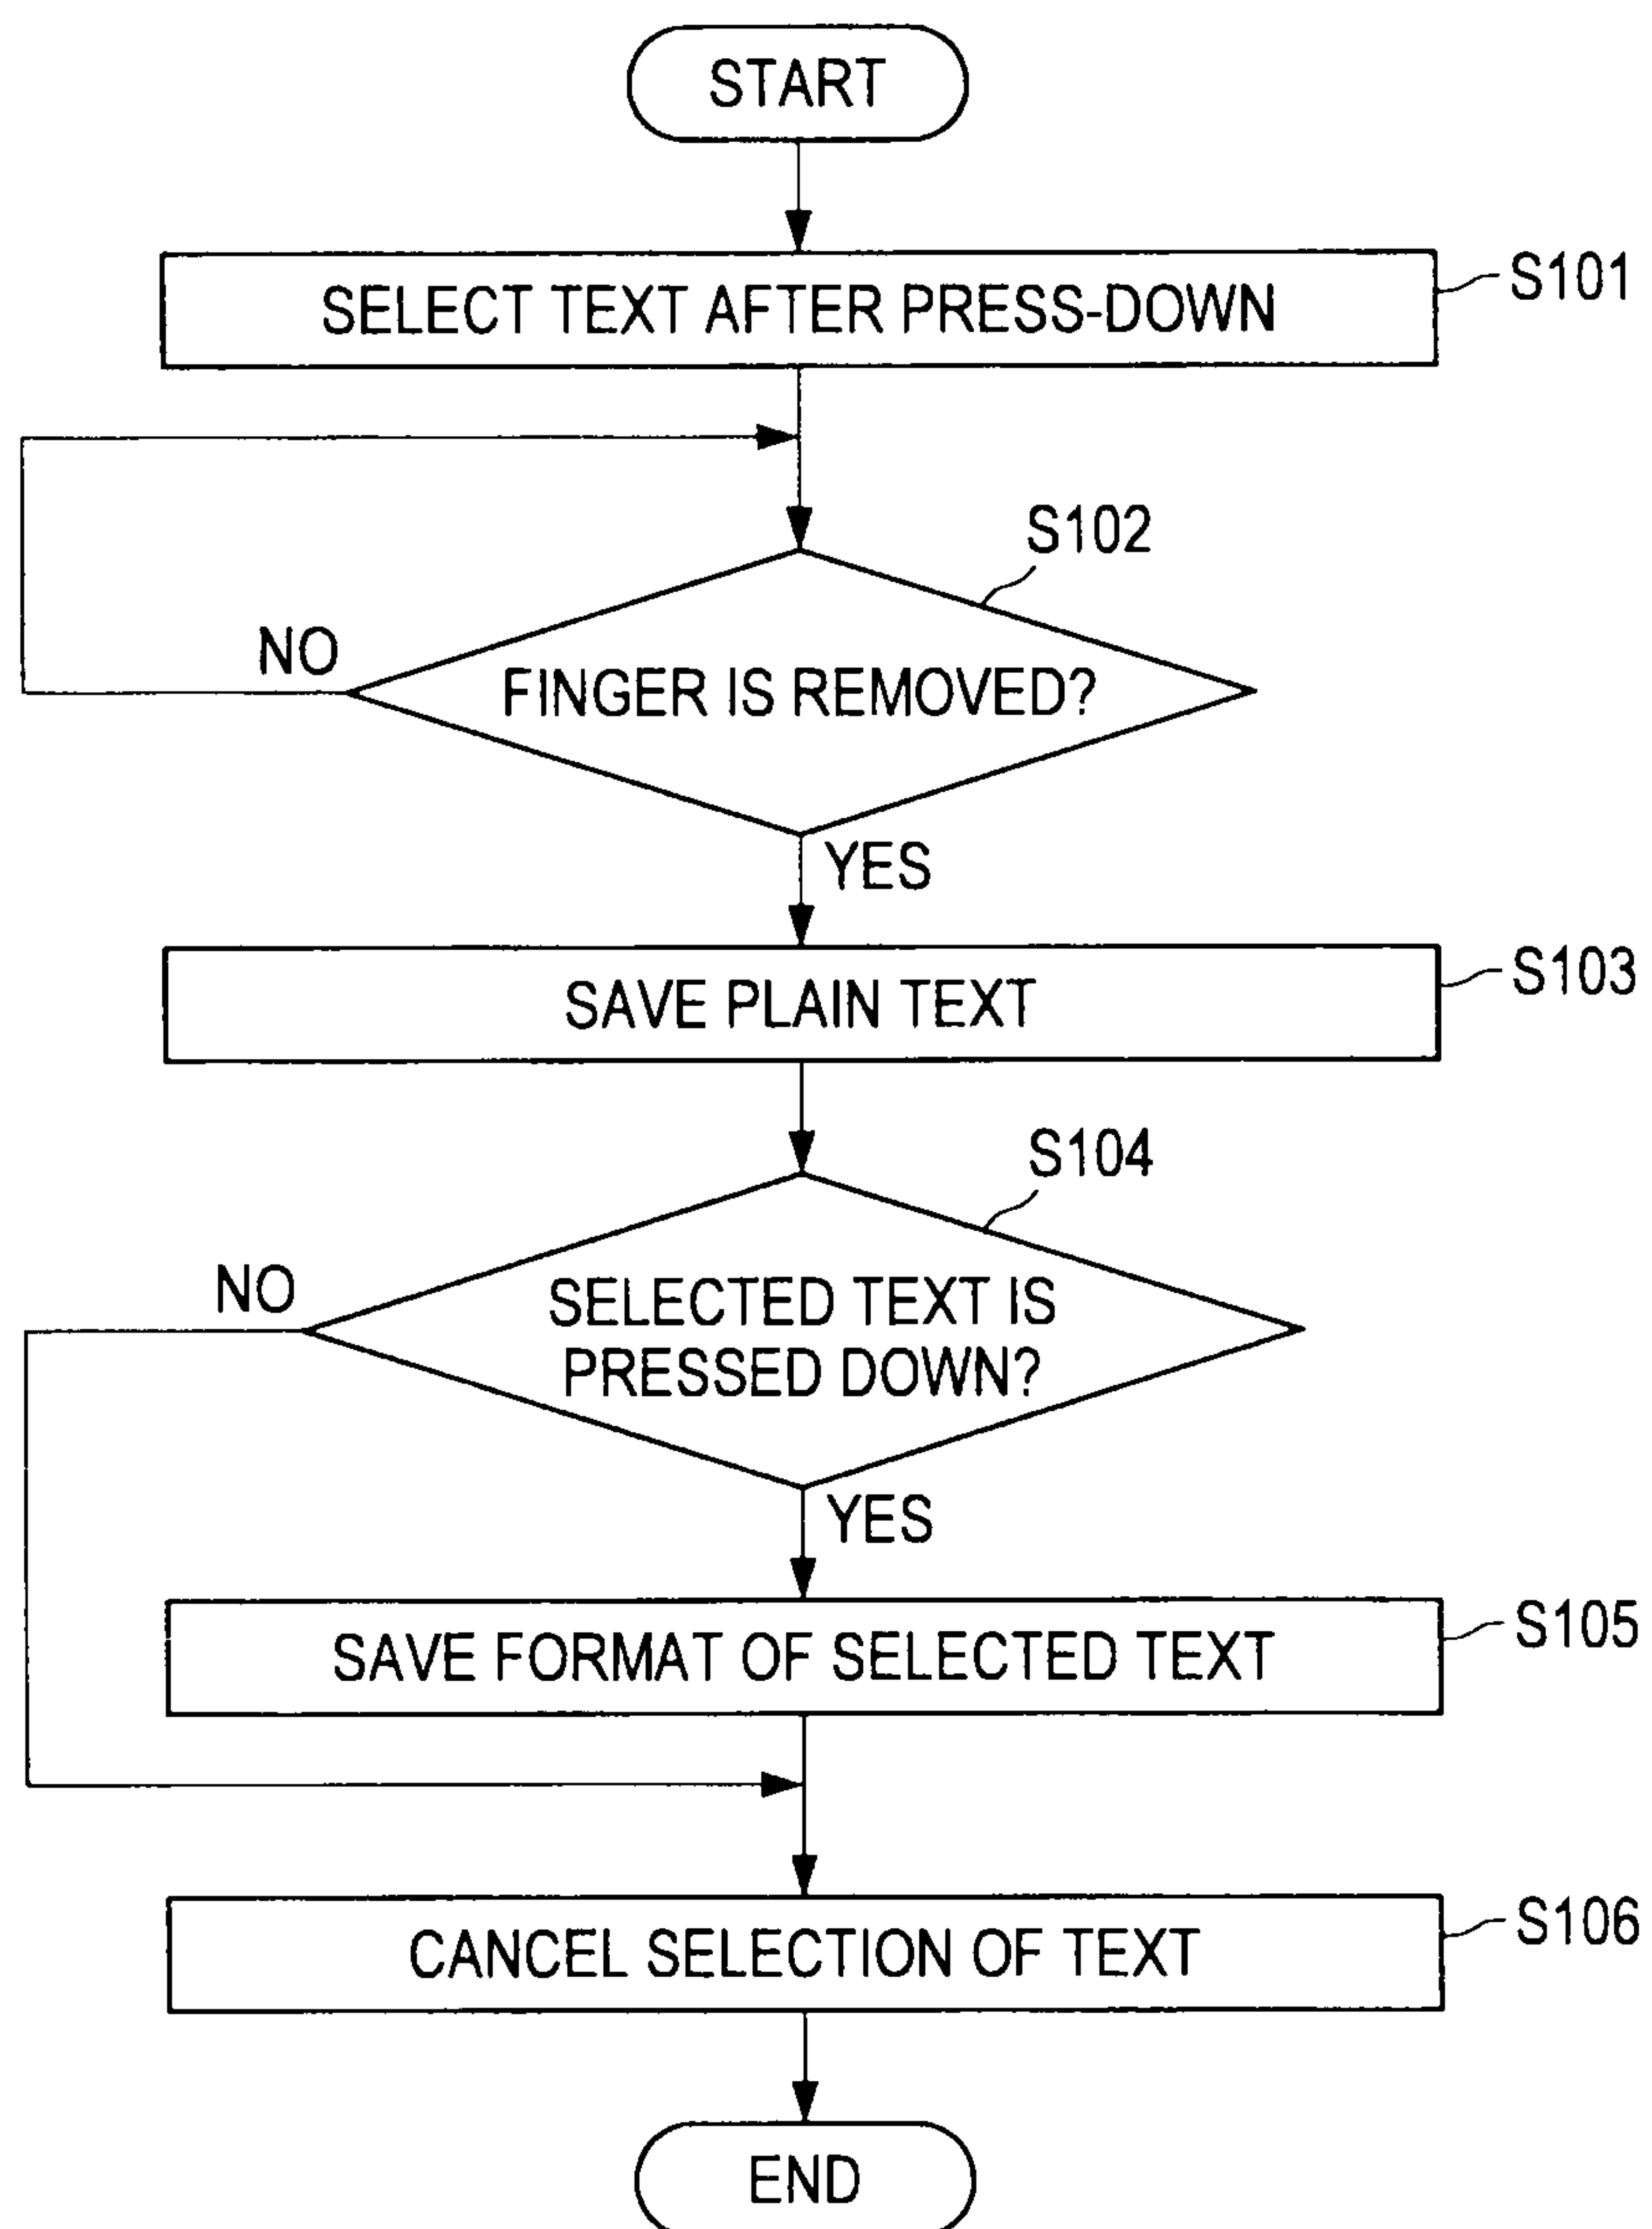 START
SELECT TEXT AFTER PRESS-DOWN
S101
S102
NO
FINGER IS REMOVED?
YES
SAVE PLAIN TEXT
S103
S104
NO
SELECTED TEXT IS
PRESSED DOWN?
YES
SAVE FORMAT OF SELECTED TEXT
S105
CANCEL SELECTION OF TEXT
S106
END